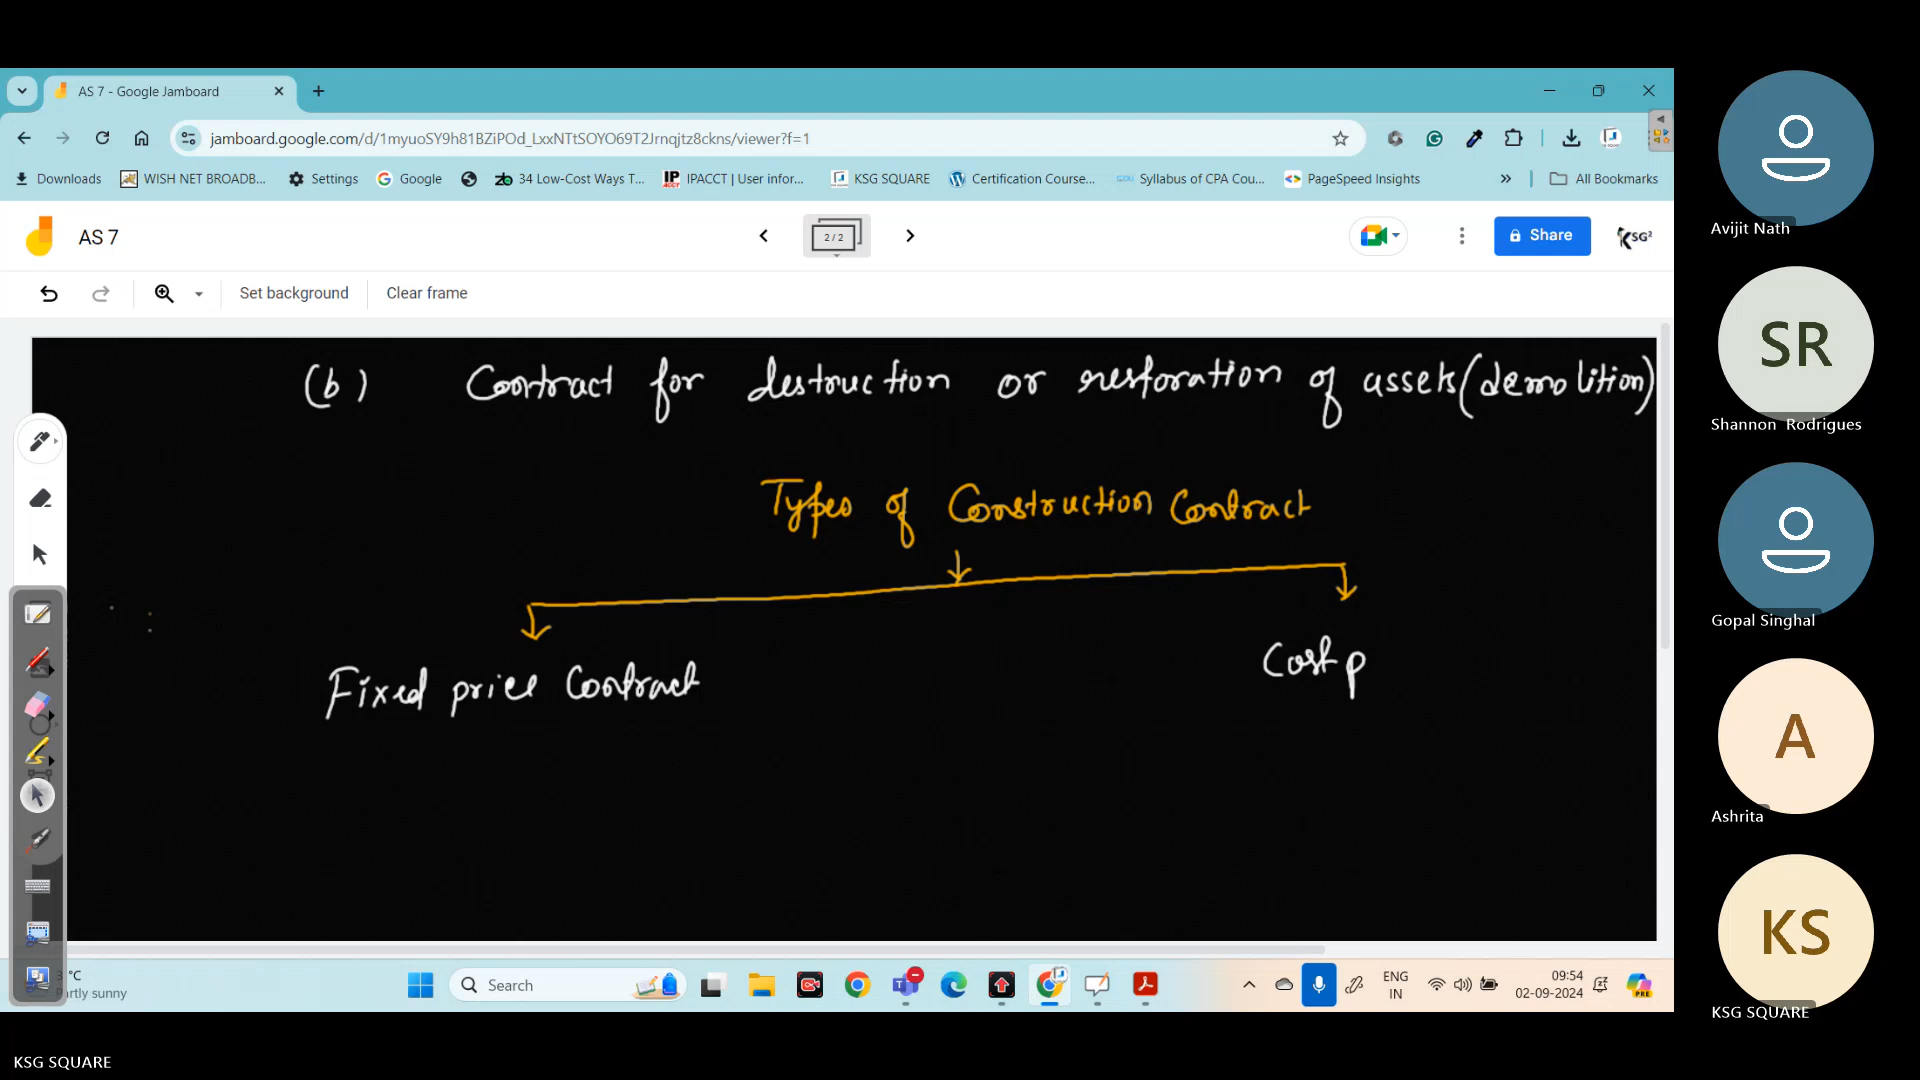 AS 7 - Google Jamboard
jamboard.google.com/d/1myuoSY9h81BZiPOd_LxxNTtSOYO69T2Jrnqjtz8ckns/viewer?f=1
Downloads WISH NET BROADB... Settings Google 34 Low-Cost Ways T... IPACCT | User infor... KSG SQUARE Certification Course... Syllabus of CPA Cou... PageSpeed Insights » All Bookmarks
AS 7 2 / 2 Share KSG²
Set background Clear frame
(b) Contract for destruction or restoration of assets (demolition)
Types of Construction Contract
Fixed price Contract
Cost p
Avijit Nath
SR
Shannon Rodrigues
Gopal Singhal
A
Ashrita
KS
KSG SQUARE
°C
rtly sunny
Search
ENG
IN
09:54
02-09-2024
KSG SQUARE